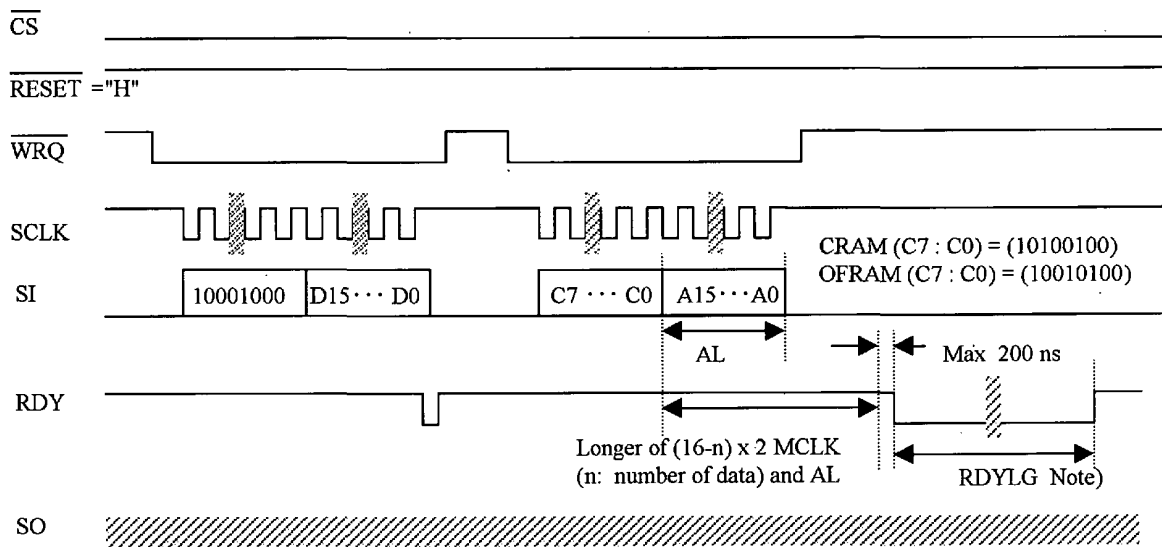 CS
RESET ="H"
WRQ
SCLK
CRAM (C7 : C0) = (10100100)
OFRAM (C7 : C0) = (10010100)
SI
10001000 D15··· D0 C7 ··· C0 A15···A0
AL
Max 200 ns
RDY
Longer of (16-n) x 2 MCLK
(n: number of data) and AL
RDYLG Note)
SO